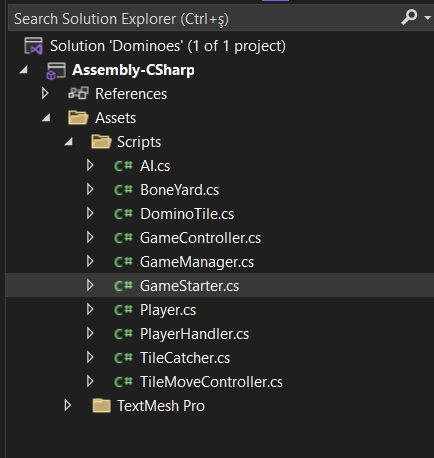 Search Solution Explorer (Ctrl+ş)
Solution 'Dominoes' (1 of 1 project)
Assembly-CSharp
References
Assets
Scripts
C# AI.cs
C# BoneYard.cs
C# DominoTile.cs
C# GameController.cs
C# GameManager.cs
C# GameStarter.cs
C# Player.cs
C# PlayerHandler.cs
C# TileCatcher.cs
C# TileMoveController.cs
TextMesh Pro